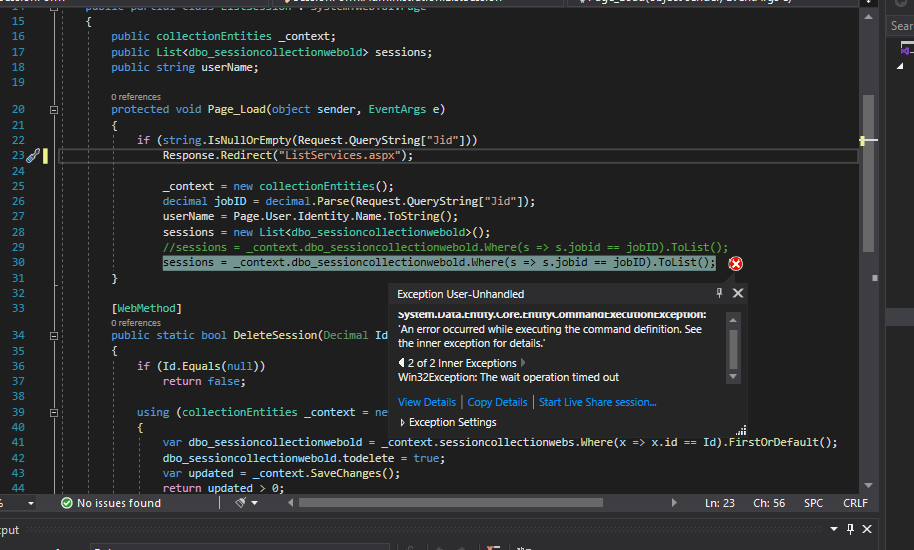 15 {
16 public collectionEntities _context;
17 public List<dbo_sessioncollectionwebold> sessions;
18 public string userName;
19
0 references
20 protected void Page_Load(object sender, EventArgs e)
21 {
22 if (string.IsNullOrEmpty(Request.QueryString["Jid"]))
23 Response.Redirect("ListServices.aspx");
24
25 _context = new collectionEntities();
26 decimal jobID = decimal.Parse(Request.QueryString["Jid"]);
27 userName = Page.User.Identity.Name.ToString();
28 sessions = new List<dbo_sessioncollectionwebold>();
29 //sessions = _context.dbo_sessioncollectionwebold.Where(s => s.jobid == jobID).ToList();
30 sessions = _context.dbo_sessioncollectionwebold.Where(s => s.jobid == jobID).ToList();
31 }
32
33 [WebMethod]
0 references
34 public static bool DeleteSession(Decimal Id
35 {
36 if (Id.Equals(null))
37 return false;
38
39 using (collectionEntities _context = ne
40 {
41 var dbo_sessioncollectionwebold = _context.sessioncollectionwebs.Where(x => x.id == Id).FirstOrDefault();
42 dbo_sessioncollectionwebold.todelete = true;
43 var updated = _context.SaveChanges();
44 return updated > 0;
Exception User-Unhandled
System.Data.Entity.Core.EntityCommandExecutionException:
'An error occurred while executing the command definition. See
the inner exception for details.'
2 of 2 Inner Exceptions
Win32Exception: The wait operation timed out
View Details | Copy Details | Start Live Share session...
Exception Settings
% No issues found Ln: 23 Ch: 56 SPC CRLF
put
Sear